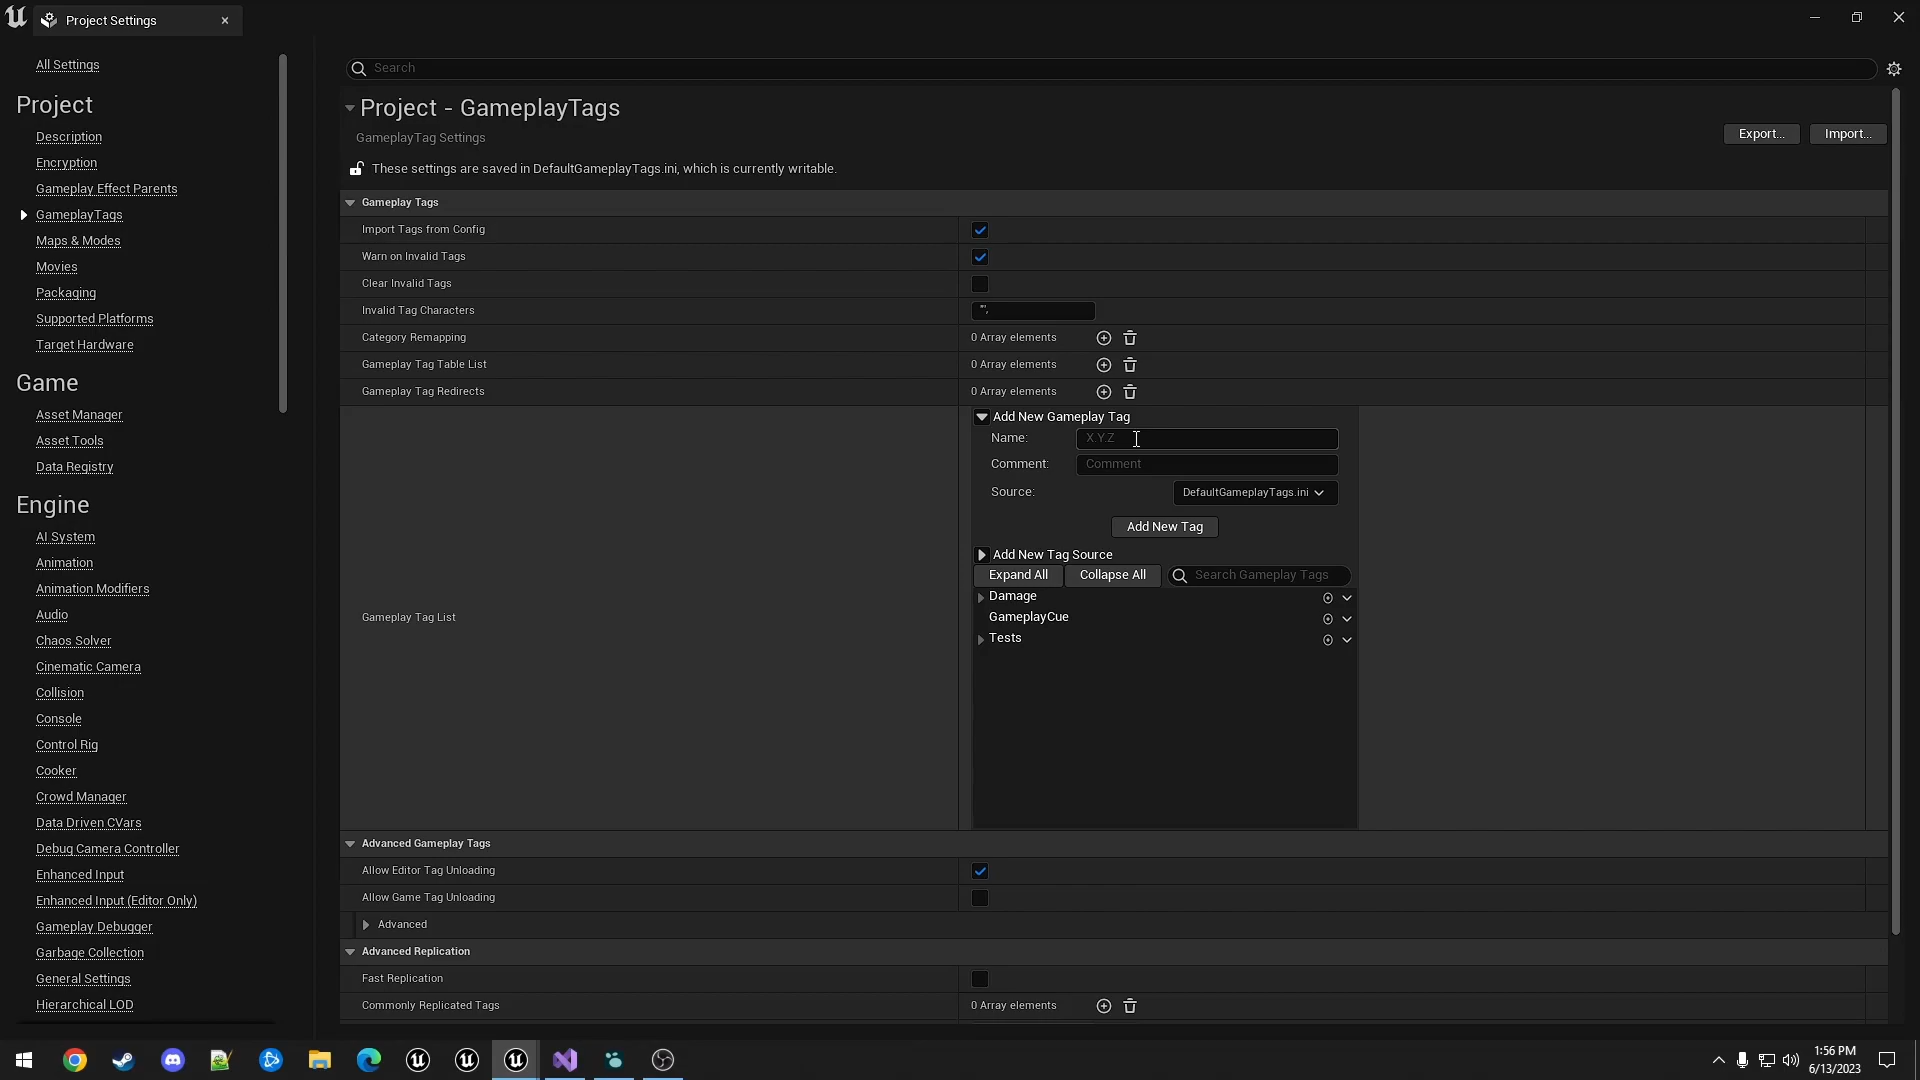 Project Settings
All Settings
Project
Description
Encryption
Gameplay Effect Parents
GameplayTags
Maps & Modes
Movies
Packaging
Supported Platforms
Target Hardware
Game
Asset Manager
Asset Tools
Data Registry
Engine
AI System
Animation
Animation Modifiers
Audio
Chaos Solver
Cinematic Camera
Collision
Console
Control Rig
Cooker
Crowd Manager
Data Driven CVars
Debug Camera Controller
Enhanced Input
Enhanced Input (Editor Only)
Gameplay Debugger
Garbage Collection
General Settings
Hierarchical LOD
Search
Project - GameplayTags
GameplayTag Settings
Export...
Import...
These settings are saved in DefaultGameplayTags.ini, which is currently writable.
Gameplay Tags
Import Tags from Config
Warn on Invalid Tags
Clear Invalid Tags
Invalid Tag Characters
Category Remapping
0 Array elements
Gameplay Tag Table List
0 Array elements
Gameplay Tag Redirects
0 Array elements
Gameplay Tag List
Add New Gameplay Tag
Name:
X.Y.Z
Comment:
Comment
Source:
DefaultGameplayTags.ini
Add New Tag
Add New Tag Source
Expand All
Collapse All
Search Gameplay Tags
Damage
GameplayCue
Tests
Advanced Gameplay Tags
Allow Editor Tag Unloading
Allow Game Tag Unloading
Advanced
Advanced Replication
Fast Replication
Commonly Replicated Tags
0 Array elements
1:56 PM
6/13/2023